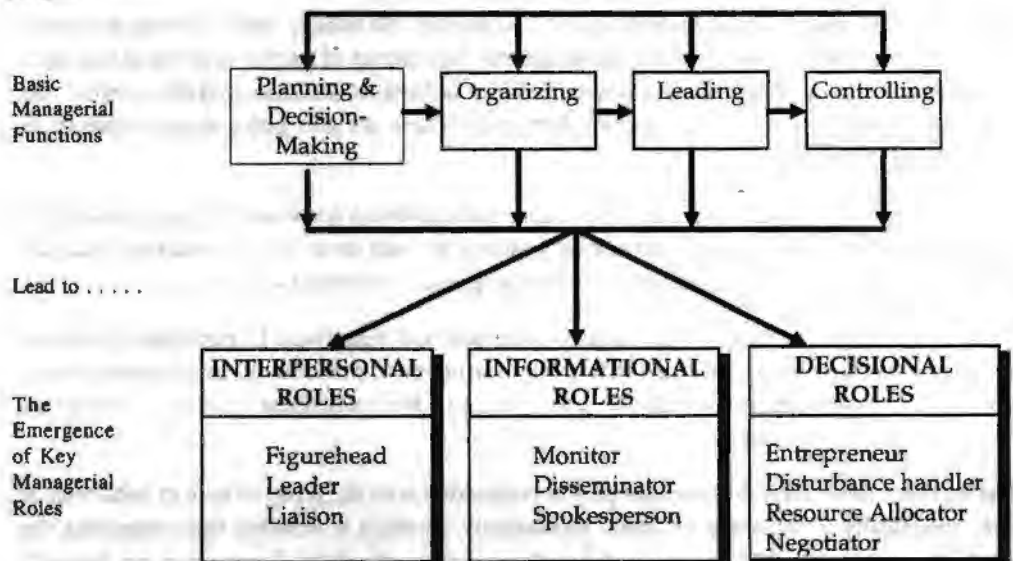 Basic
Managerial
Functions
Planning &
Decision-
Making
Organizing
Leading
Controlling
Lead to . . . . .
The
Emergence
of Key
Managerial
Roles
INTERPERSONAL
ROLES
Figurehead
Leader
Liaison
INFORMATIONAL
ROLES
Monitor
Disseminator
Spokesperson
DECISIONAL
ROLES
Entrepreneur
Disturbance handler
Resource Allocator
Negotiator